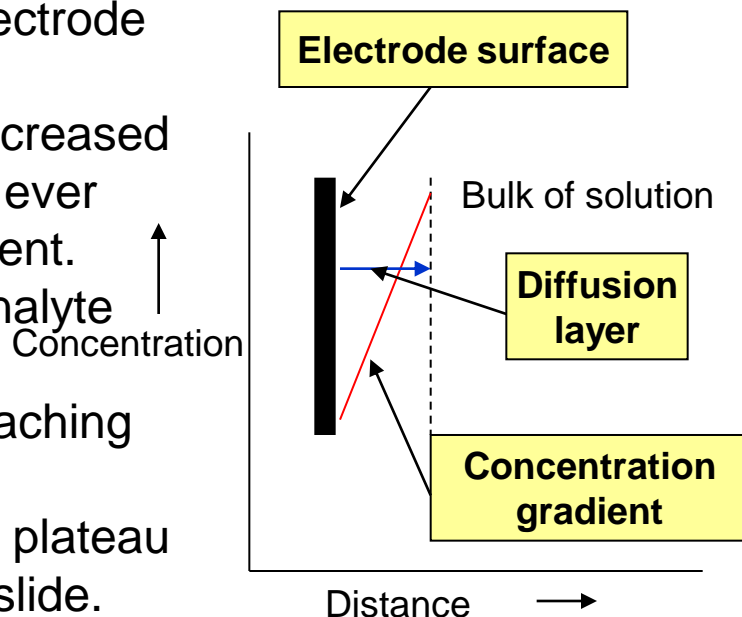 ectrode
creased
ever
ent.
nalyte
aching
plateau
slide.
Electrode surface
Bulk of solution
Diffusion
layer
Concentration
Concentration
gradient
Distance